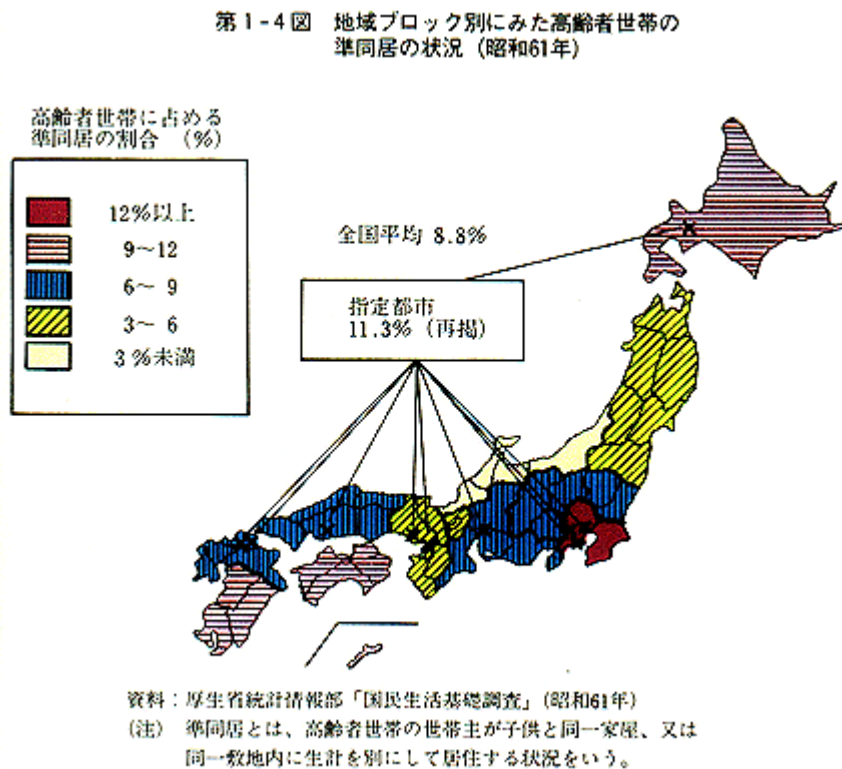 第1-4図 地域ブロック別にみた高齢者世帯の
準同居の状況 (昭和61年)
高齢者世帯に占める
準同居の割合 (%)
12%以上
9～12
6～ 9
3～ 6
3%未満
全国平均 8.8%
指定都市
11.3% (再掲)
資料：厚生省統計情報部「国民生活基礎調査」(昭和61年)
(注) 準同居とは、高齢者世帯の世帯主が子供と同一家屋、又は
同一敷地内に生計を別にして居住する状況をいう。